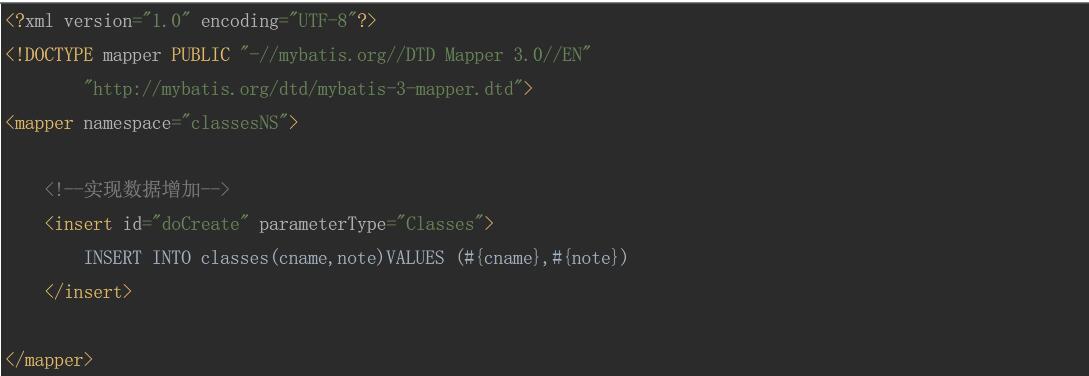 <?xml version="1.0" encoding="UTF-8"?>
<!DOCTYPE mapper PUBLIC "-//mybatis.org//DTD Mapper 3.0//EN"
        "http://mybatis.org/dtd/mybatis-3-mapper.dtd">
<mapper namespace="classesNS">
    <!--实现数据增加-->
    <insert id="doCreate" parameterType="Classes">
        INSERT INTO classes(cname,note)VALUES (#{cname},#{note})
    </insert>
</mapper>